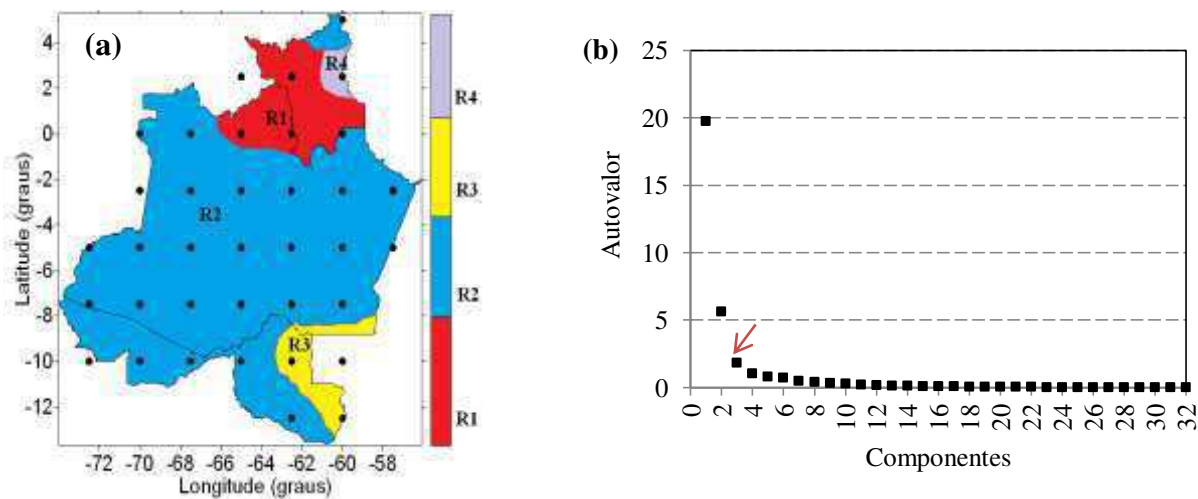 (a)
4
2
0
-2
-4
-6
-8
-10
-12
Latitude (graus)
R4
R1
R2
R3
-72 -70 -68 -66 -64 -62 -60 -58
Longitude (graus)
R4
R3
R2
R1
(b)
25
20
15
10
5
0
Autovalor
0 2 4 6 8 10 12 14 16 18 20 22 24 26 28 30 32
Componentes